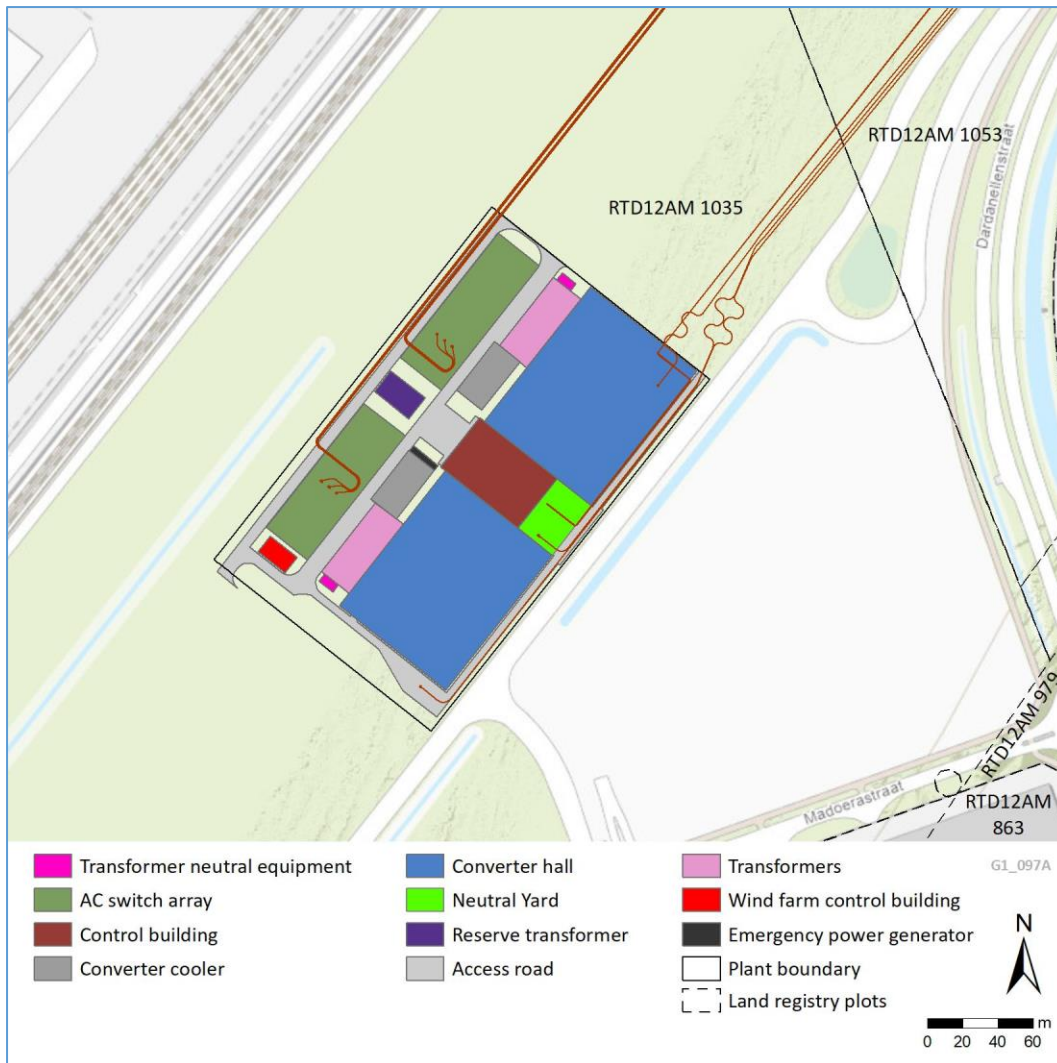 RTD12AM 1053
RTD12AM 1035
Dardanellenstraat
RTD12AM 979
Madoerastraat
RTD12AM
863
Transformer neutral equipment
AC switch array
Control building
Converter cooler
Converter hall
Neutral Yard
Reserve transformer
Access road
Transformers
Wind farm control building
Emergency power generator
Plant boundary
Land registry plots
G1_097A
N
m
0 20 40 60